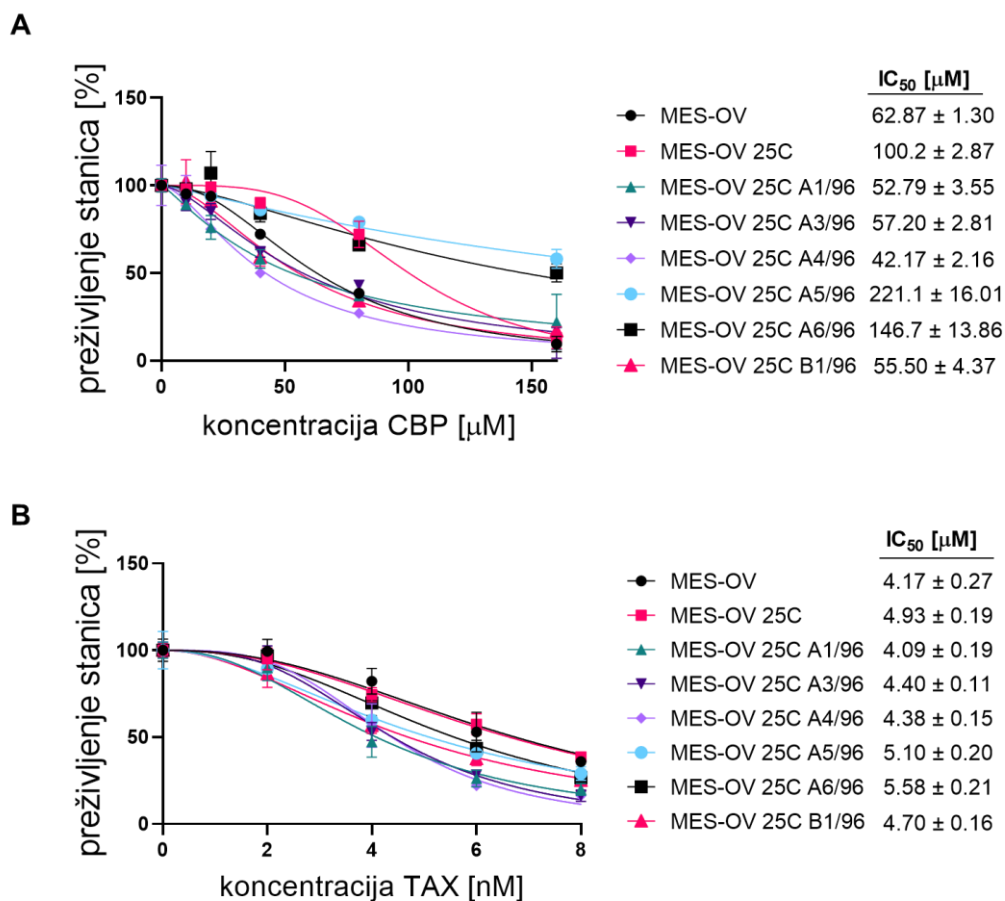 A
preživljenje stanica [%]
150
100
50
0
0 50 100 150
koncentracija CBP [µM]
IC50 [µM]
MES-OV 62.87 ± 1.30
MES-OV 25C 100.2 ± 2.87
MES-OV 25C A1/96 52.79 ± 3.55
MES-OV 25C A3/96 57.20 ± 2.81
MES-OV 25C A4/96 42.17 ± 2.16
MES-OV 25C A5/96 221.1 ± 16.01
MES-OV 25C A6/96 146.7 ± 13.86
MES-OV 25C B1/96 55.50 ± 4.37
B
preživljenje stanica [%]
150
100
50
0
0 2 4 6 8
koncentracija TAX [nM]
IC50 [µM]
MES-OV 4.17 ± 0.27
MES-OV 25C 4.93 ± 0.19
MES-OV 25C A1/96 4.09 ± 0.19
MES-OV 25C A3/96 4.40 ± 0.11
MES-OV 25C A4/96 4.38 ± 0.15
MES-OV 25C A5/96 5.10 ± 0.20
MES-OV 25C A6/96 5.58 ± 0.21
MES-OV 25C B1/96 4.70 ± 0.16